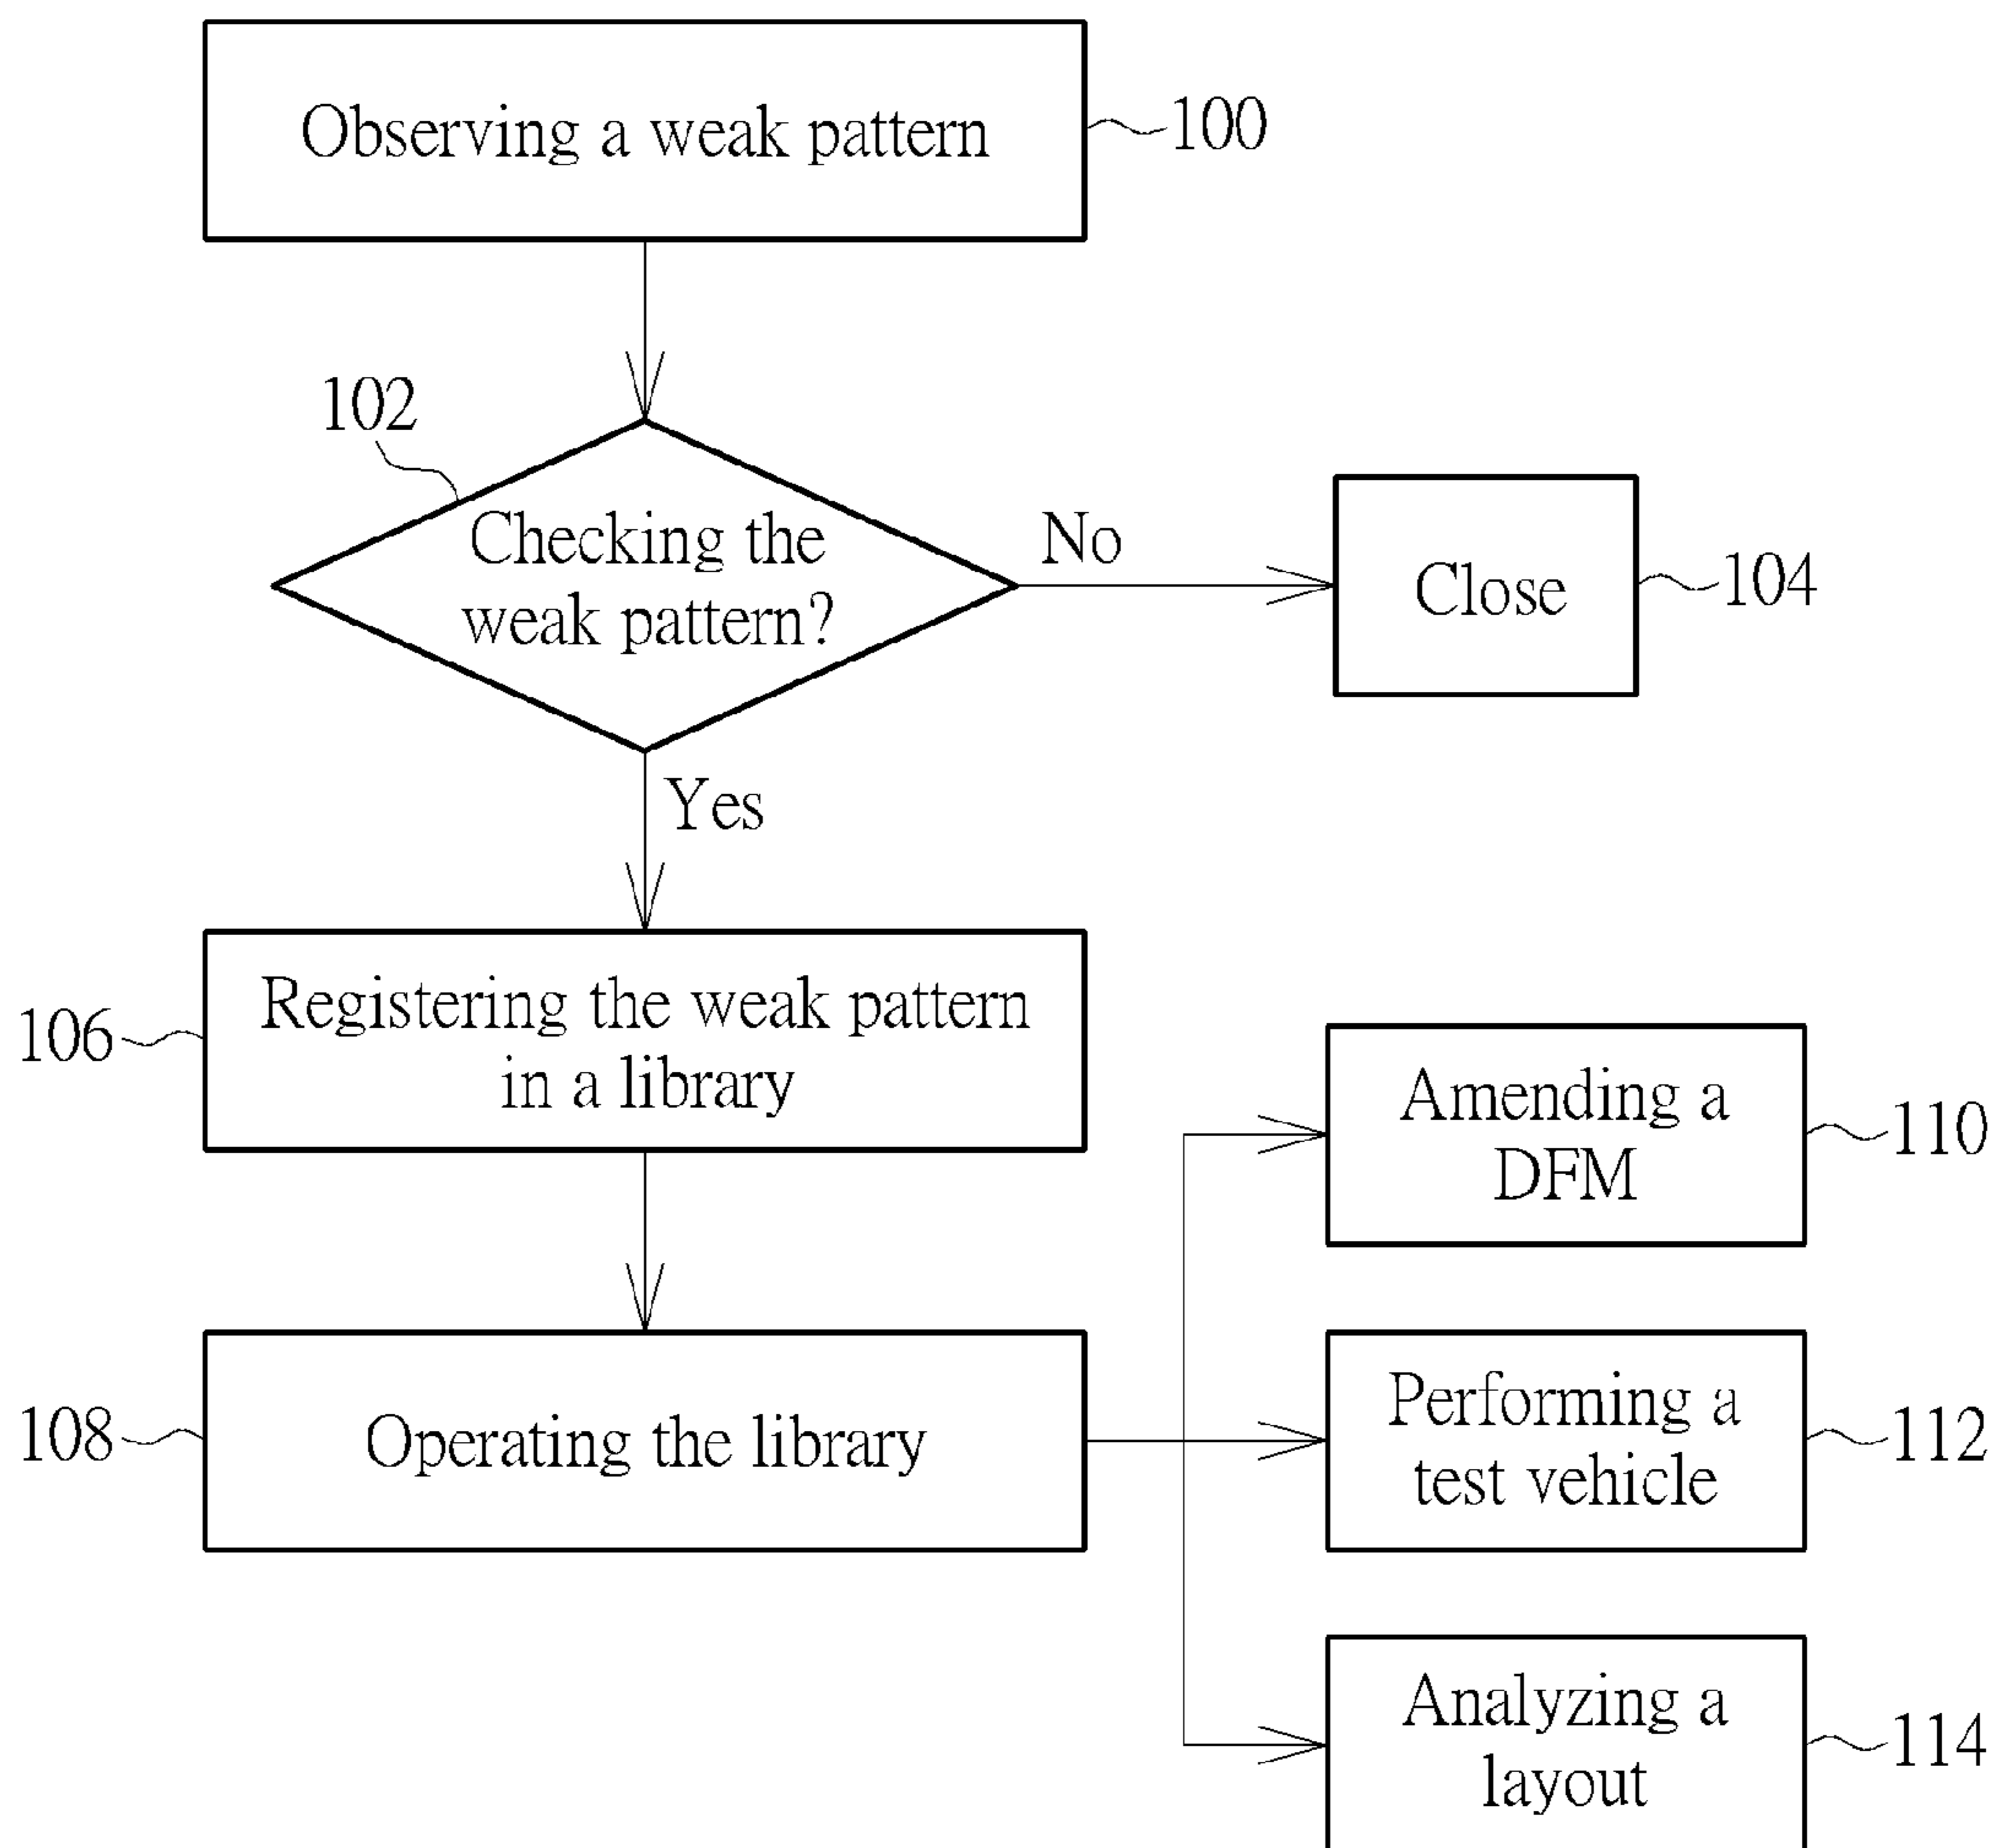 Observing a weak pattern
100
102
Checking the
weak pattern?
No
Close
104
Yes
Registering the weak pattern
in a library
106
Amending a
DFM
110
Operating the library
108
Performing a
test vehicle
112
Analyzing a
layout
114